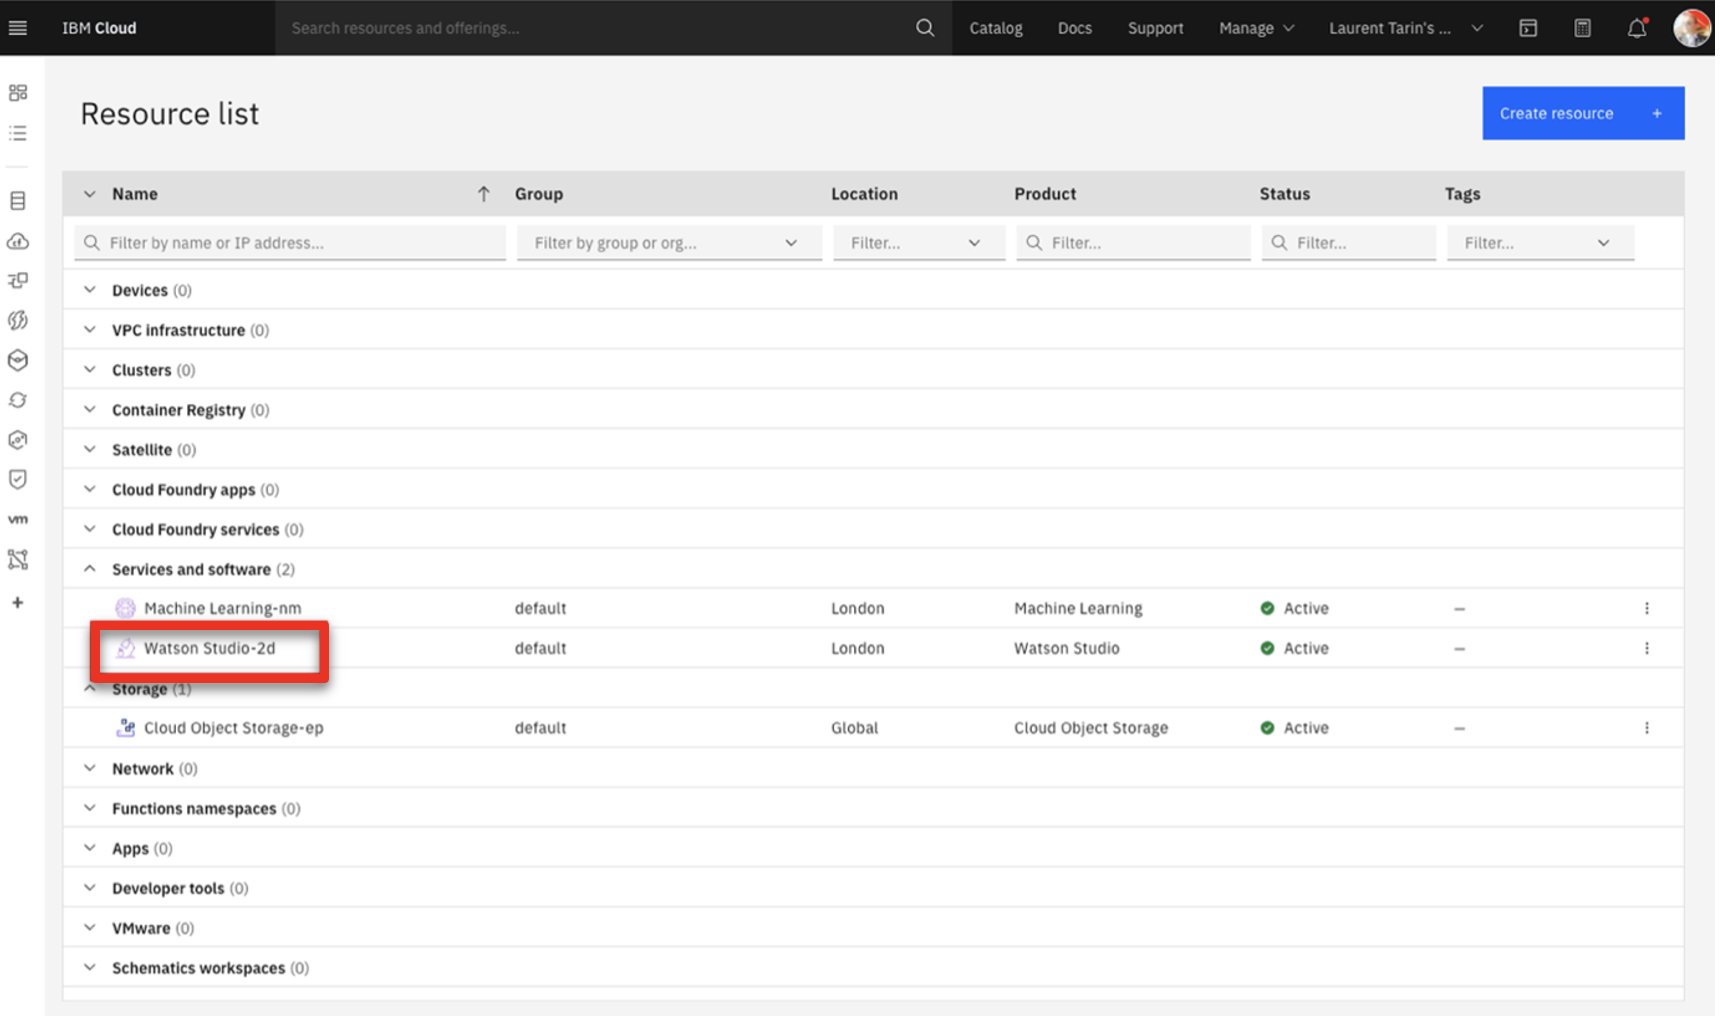 IBM Cloud Search resources and offerings... Catalog Docs Support Manage Laurent Tarin's ...
Resource list
Create resource +
Name Group Location Product Status Tags
Filter by name or IP address... Filter by group or org... Filter... Filter... Filter... Filter...
Devices (0)
VPC infrastructure (0)
Clusters (0)
Container Registry (0)
Satellite (0)
Cloud Foundry apps (0)
Cloud Foundry services (0)
Services and software (2)
Machine Learning-nm default London Machine Learning Active –
Watson Studio-2d default London Watson Studio Active –
Storage (1)
Cloud Object Storage-ep default Global Cloud Object Storage Active –
Network (0)
Functions namespaces (0)
Apps (0)
Developer tools (0)
VMware (0)
Schematics workspaces (0)
vm